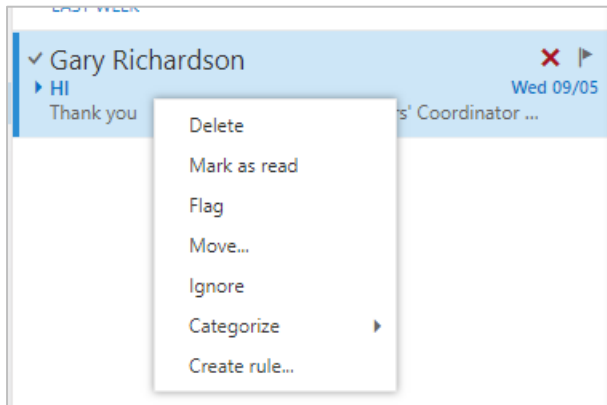 LAST WEEK
Gary Richardson
HI Wed 09/05
Thank you rs' Coordinator ...
Delete
Mark as read
Flag
Move...
Ignore
Categorize
Create rule...